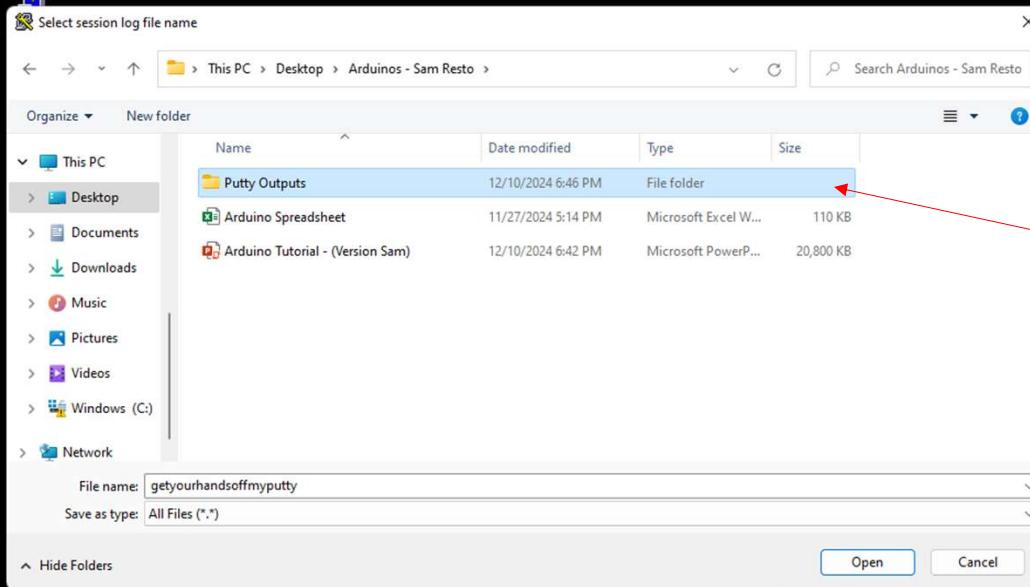 Select session log file name
This PC > Desktop > Arduinos - Sam Resto >
Search Arduinos - Sam Resto
Organize New folder
Name Date modified Type Size
This PC
Desktop
Documents
Downloads
Music
Pictures
Videos
Windows (C:)
Network
Putty Outputs 12/10/2024 6:46 PM File folder
Arduino Spreadsheet 11/27/2024 5:14 PM Microsoft Excel W... 110 KB
Arduino Tutorial - (Version Sam) 12/10/2024 6:42 PM Microsoft PowerP... 20,800 KB
File name: getyourhandsoffmyputty
Save as type: All Files (*.*)
Hide Folders
Open Cancel